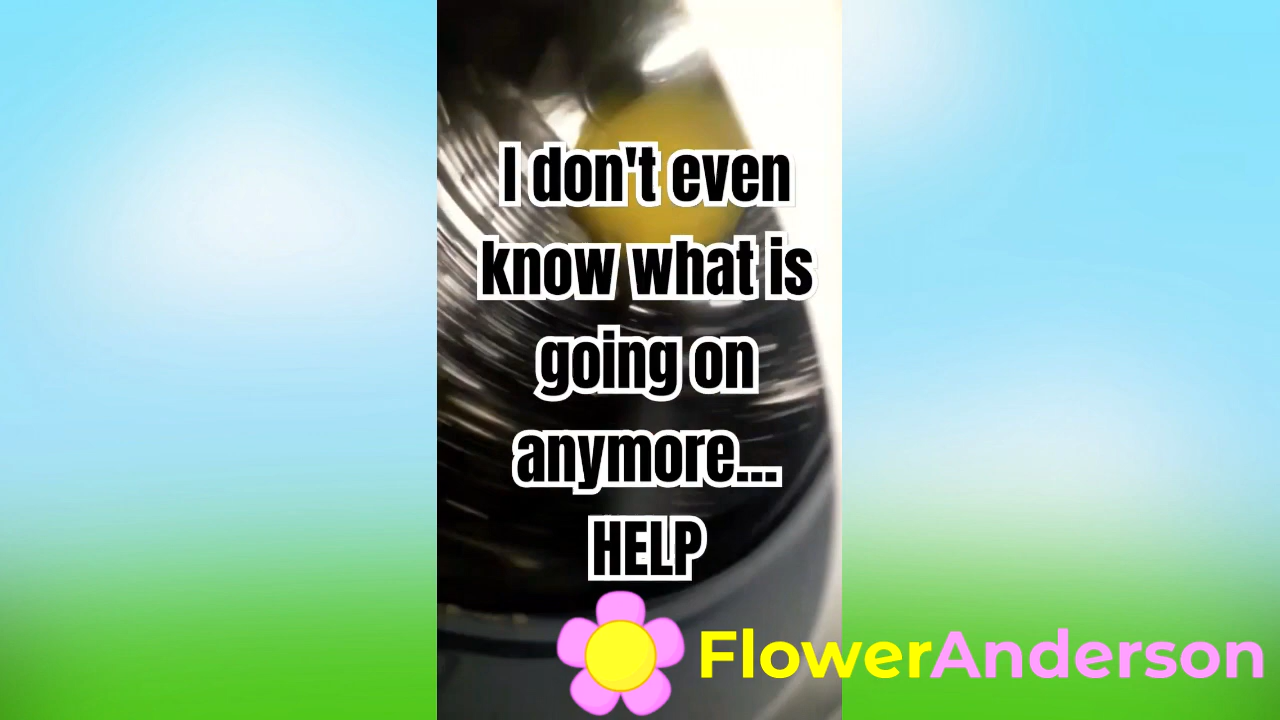 I don't even
know what is
going on
anymore...
HELP
FlowerAnderson